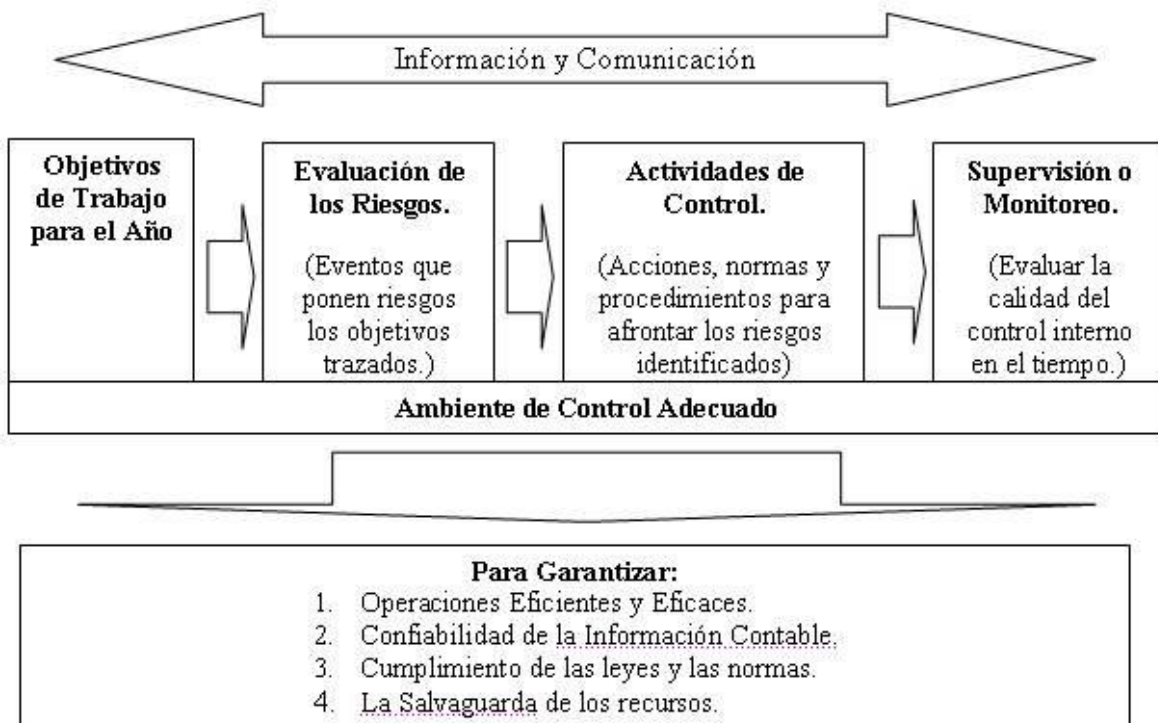 Información y Comunicación
Objetivos
de Trabajo
para el Año
Evaluación de
los Riesgos.
(Eventos que
ponen riesgos
los objetivos
trazados.)
Actividades de
Control.
(Acciones, normas y
procedimientos para
afrontar los riesgos
identificados)
Supervisión o
Monitoreo.
(Evaluar la
calidad del
control interno
en el tiempo.)
Ambiente de Control Adecuado
Para Garantizar:
1. Operaciones Eficientes y Eficaces.
2. Confiabilidad de la Información Contable.
3. Cumplimiento de las leyes y las normas.
4. La Salvaguarda de los recursos.